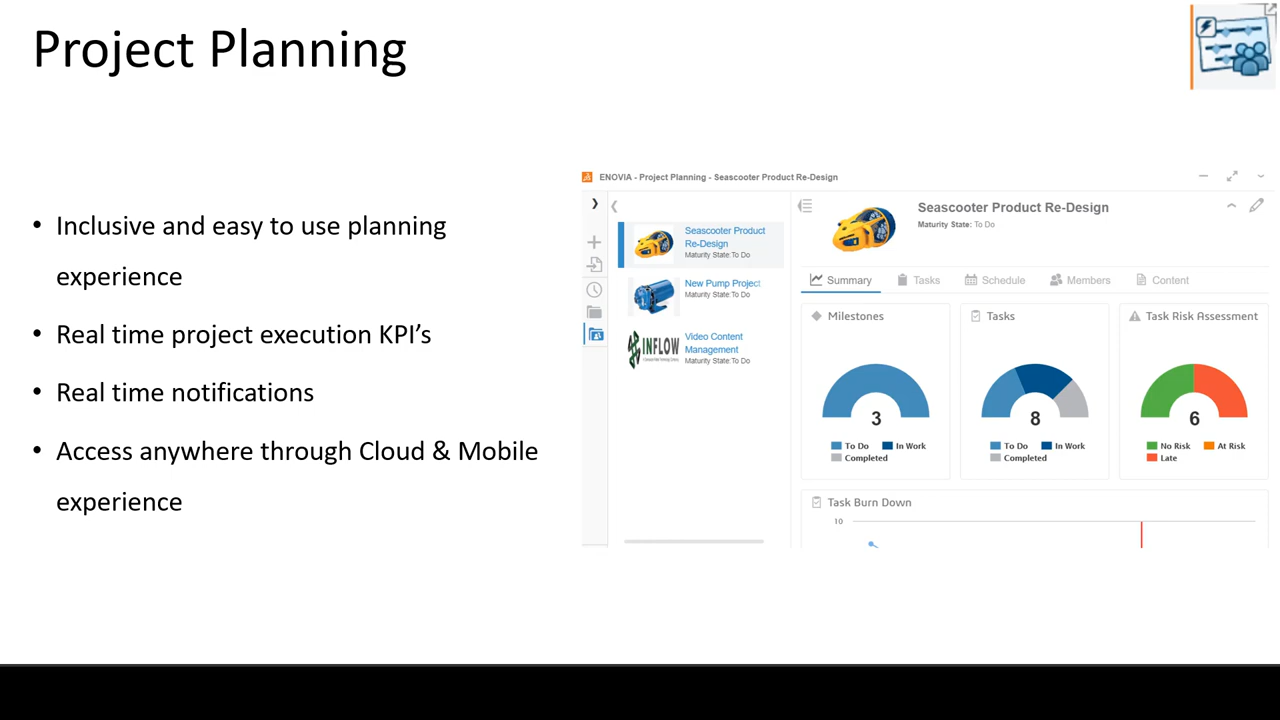 Project Planning
• Inclusive and easy to use planning
experience
• Real time project execution KPI’s
• Real time notifications
• Access anywhere through Cloud & Mobile
experience
ENOVIA - Project Planning - Seascooter Product Re-Design
Seascooter Product
Re-Design
Maturity State:To Do
New Pump Project
Maturity State:To Do
INFLOW
Video Content
Management
Maturity State:To Do
Seascooter Product Re-Design
Maturity State: To Do
Summary Tasks Schedule Members Content
Milestones
3
To Do In Work
Completed
Tasks
8
To Do In Work
Completed
Task Risk Assessment
6
No Risk At Risk
Late
Task Burn Down
10